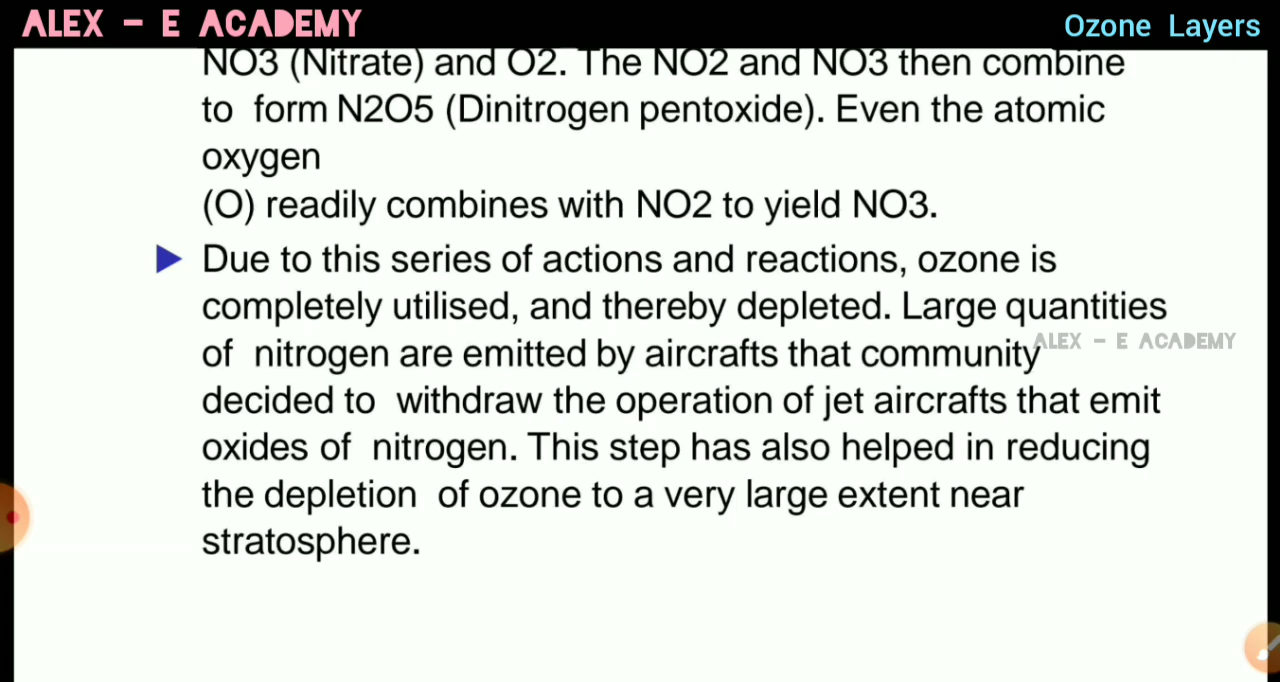 ALEX - E ACADEMY
Ozone Layers
NO3 (Nitrate) and O2. The NO2 and NO3 then combine
to form N2O5 (Dinitrogen pentoxide). Even the atomic
oxygen
(O) readily combines with NO2 to yield NO3.
Due to this series of actions and reactions, ozone is
completely utilised, and thereby depleted. Large quantities
of nitrogen are emitted by aircrafts that community
ALEX - E ACADEMY
decided to withdraw the operation of jet aircrafts that emit
oxides of nitrogen. This step has also helped in reducing
the depletion of ozone to a very large extent near
stratosphere.